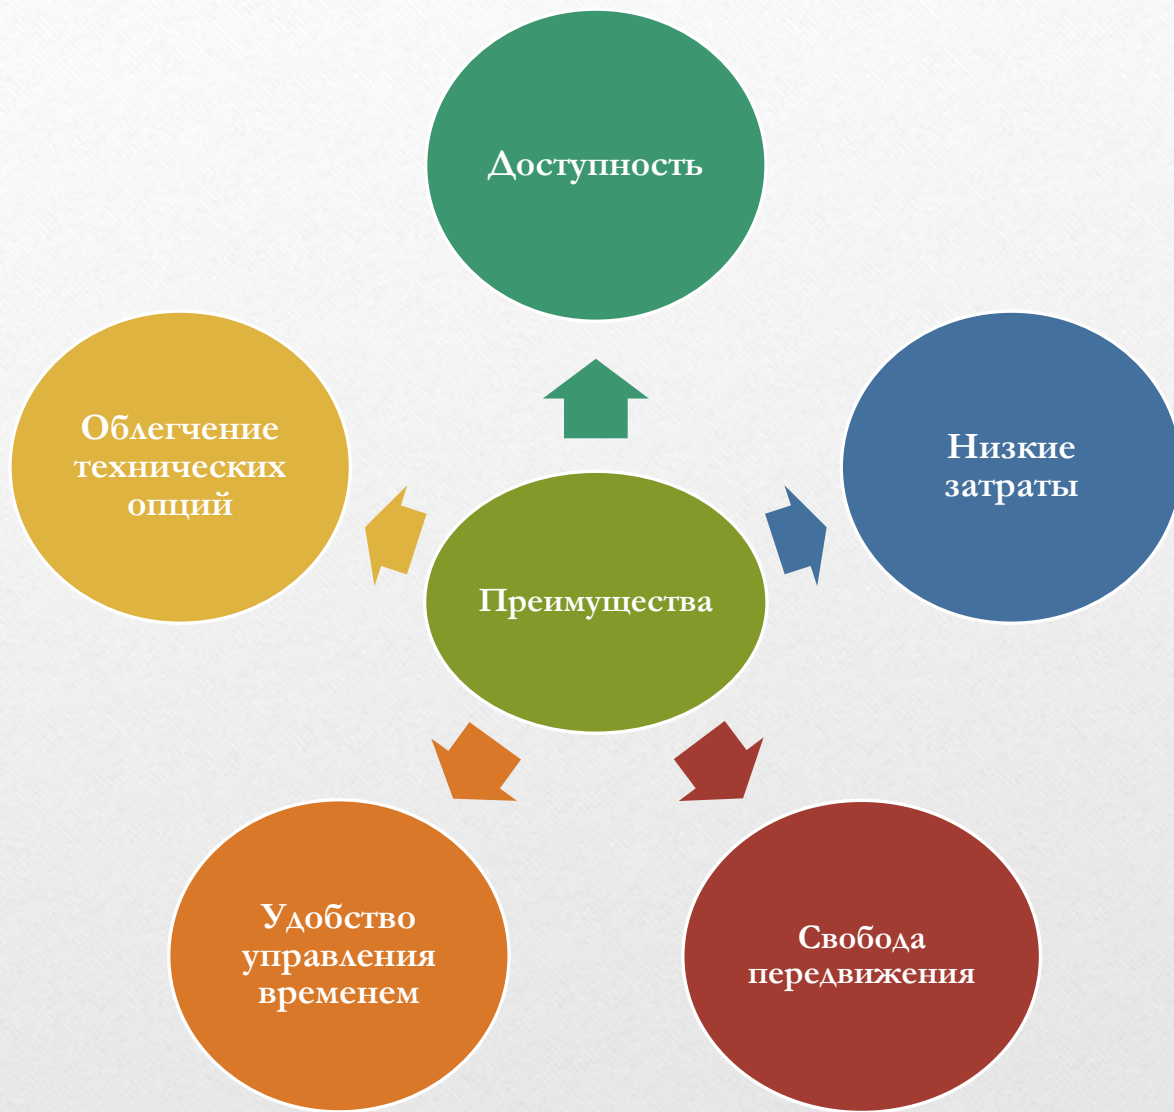 Доступность
Облегчение
технических
опций
Низкие
затраты
Преимущества
Удобство
управления
временем
Свобода
передвижения